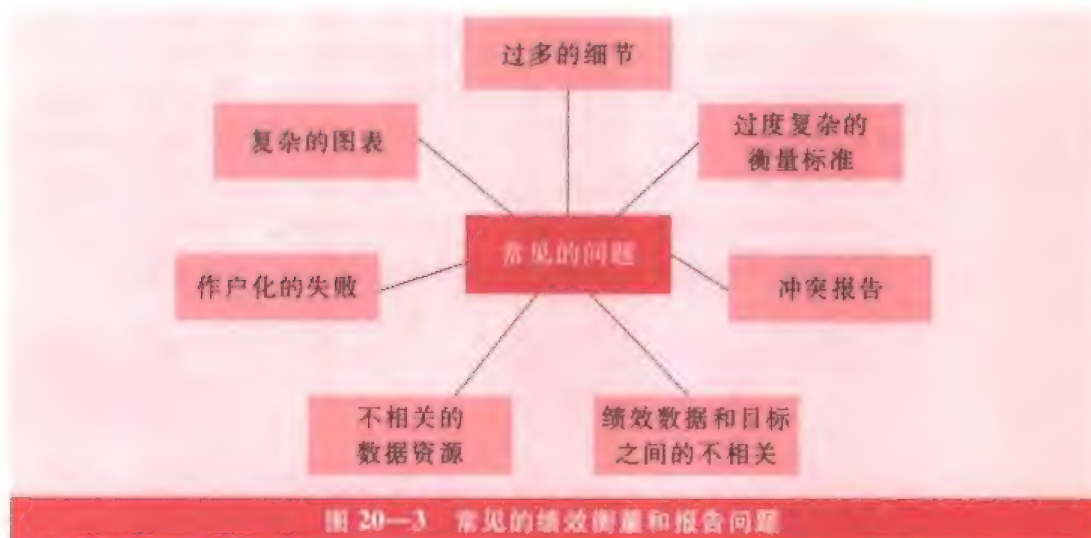 过多的细节
复杂的图表
过度复杂的
衡量标准
常见的问题
作户化的失败
冲突报告
不相关的
数据资源
绩效数据和目标
之间的不相关
图 20—3 常见的绩效衡量和报告问题